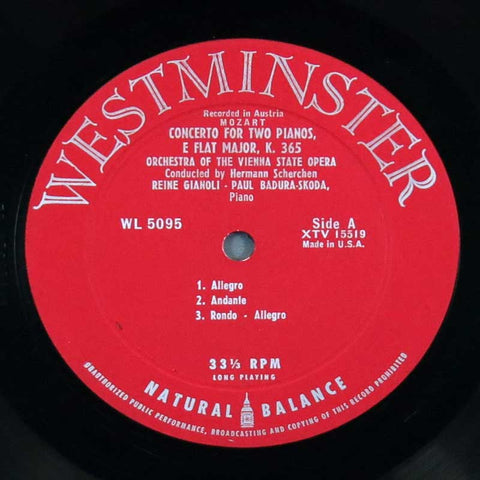 WESTMINSTER
Recorded in Austria
MOZART
CONCERTO FOR TWO PIANOS,
E FLAT MAJOR, K. 365
ORCHESTRA OF THE VIENNA STATE OPERA
Conducted by Hermann Scherchen
REINE GIANOLI - PAUL BADURA-SKODA,
Piano
WL 5095
Side A
XTV 15519
Made in U.S.A.
1. Allegro
2. Andante
3. Rondo - Allegro
33⅓ RPM
LONG PLAYING
NATURAL BALANCE
UNAUTHORIZED PUBLIC PERFORMANCE, BROADCASTING AND COPYING OF THIS RECORD PROHIBITED